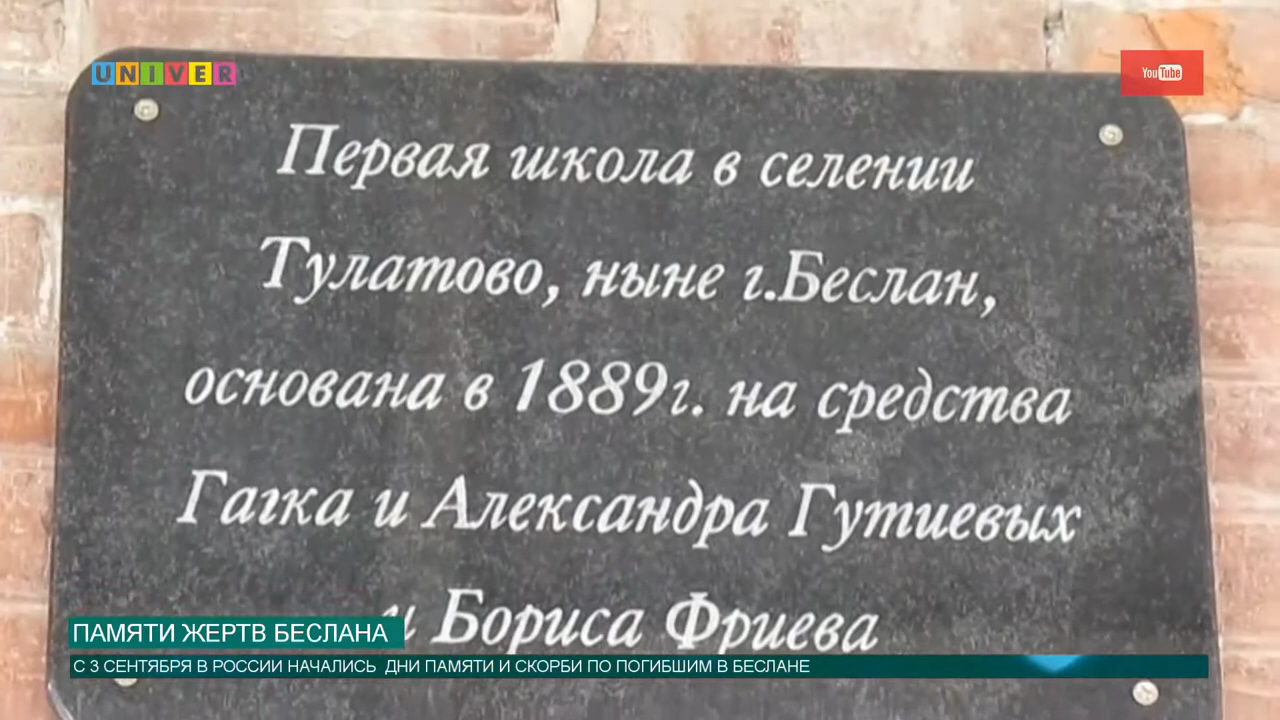 UNIVER
YouTube
Первая школа в селении
Тулатово, ныне г.Беслан,
основана в 1889г. на средства
Гагка и Александра Гутиевых
и Бориса Фриева
ПАМЯТИ ЖЕРТВ БЕСЛАНА
С 3 СЕНТЯБРЯ В РОССИИ НАЧАЛИСЬ ДНИ ПАМЯТИ И СКОРБИ ПО ПОГИБШИМ В БЕСЛАНЕ